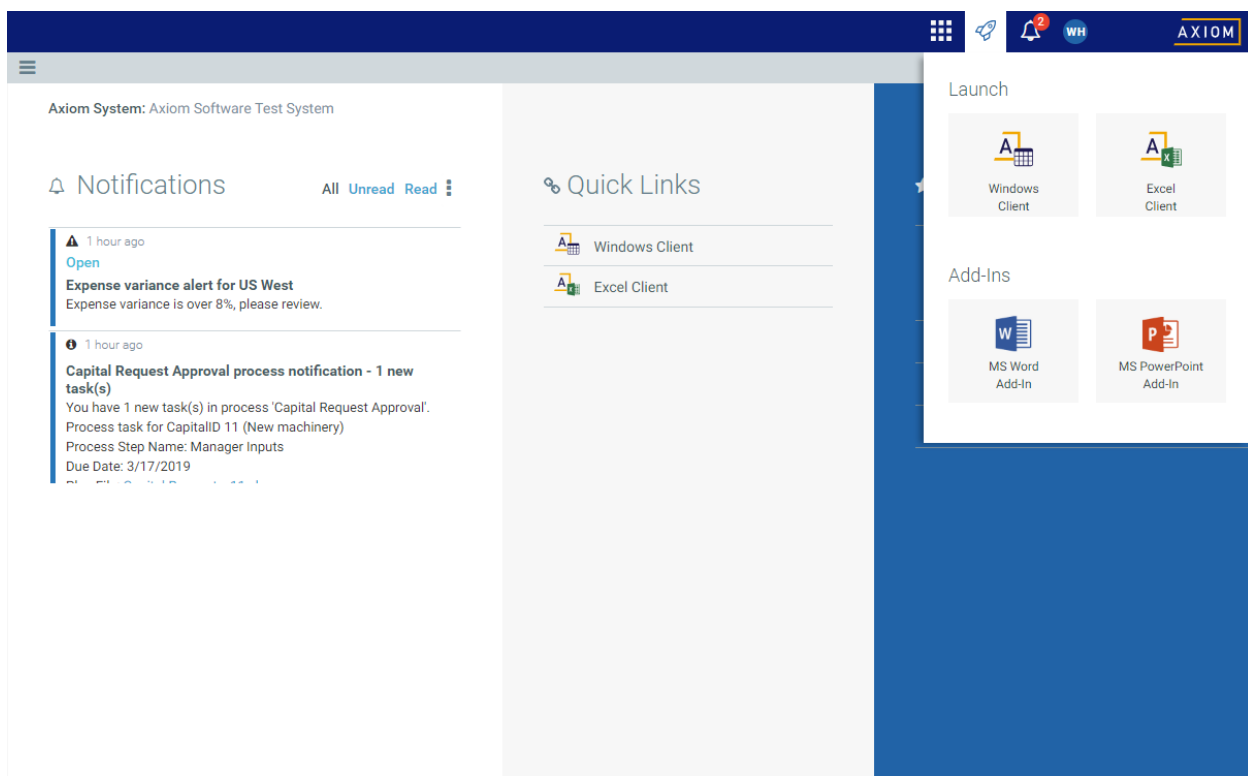 2
WH
AXIOM
Axiom System: Axiom Software Test System
Notifications
All Unread Read
1 hour ago
Open
Expense variance alert for US West
Expense variance is over 8%, please review.
1 hour ago
Capital Request Approval process notification - 1 new
task(s)
You have 1 new task(s) in process 'Capital Request Approval'.
Process task for CapitalID 11 (New machinery)
Process Step Name: Manager Inputs
Due Date: 3/17/2019
Quick Links
Windows Client
Excel Client
Launch
Windows
Client
Excel
Client
Add-Ins
MS Word
Add-In
MS PowerPoint
Add-In